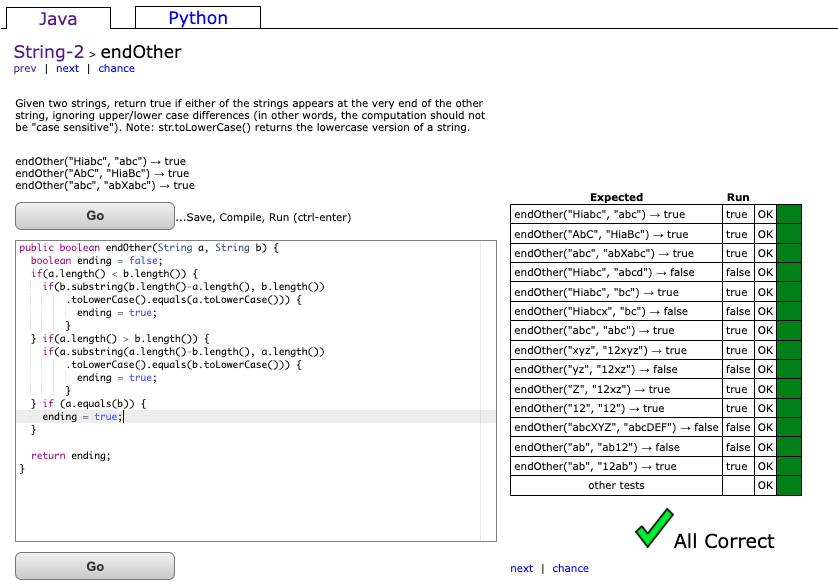 Java Python
String-2 > endOther
prev | next | chance
Given two strings, return true if either of the strings appears at the very end of the other
string, ignoring upper/lower case differences (in other words, the computation should not
be "case sensitive"). Note: str.toLowerCase() returns the lowercase version of a string.
endOther("Hiabc", "abc") → true
endOther("AbC", "HiaBc") → true
endOther("abc", "abXabc") → true
Go ...Save, Compile, Run (ctrl-enter)
public boolean endOther(String a, String b) {
  boolean ending = false;
  if(a.length() < b.length()) {
    if(b.substring(b.length()-a.length(), b.length())
        .toLowerCase().equals(a.toLowerCase())) {
          ending = true;
        }
  } if(a.length() > b.length()) {
    if(a.substring(a.length()-b.length(), a.length())
        .toLowerCase().equals(b.toLowerCase())) {
          ending = true;
        }
  } if (a.equals(b)) {
    ending = true;
  }
  return ending;
}
Go
Expected Run
endOther("Hiabc", "abc") → true true OK
endOther("AbC", "HiaBc") → true true OK
endOther("abc", "abXabc") → true true OK
endOther("Hiabc", "abcd") → false false OK
endOther("Hiabc", "bc") → true true OK
endOther("Hiabcx", "bc") → false false OK
endOther("abc", "abc") → true true OK
endOther("xyz", "12xyz") → true true OK
endOther("yz", "12xz") → false false OK
endOther("Z", "12xz") → true true OK
endOther("12", "12") → true true OK
endOther("abcXYZ", "abcDEF") → false false OK
endOther("ab", "ab12") → false false OK
endOther("ab", "12ab") → true true OK
other tests OK
All Correct
next | chance